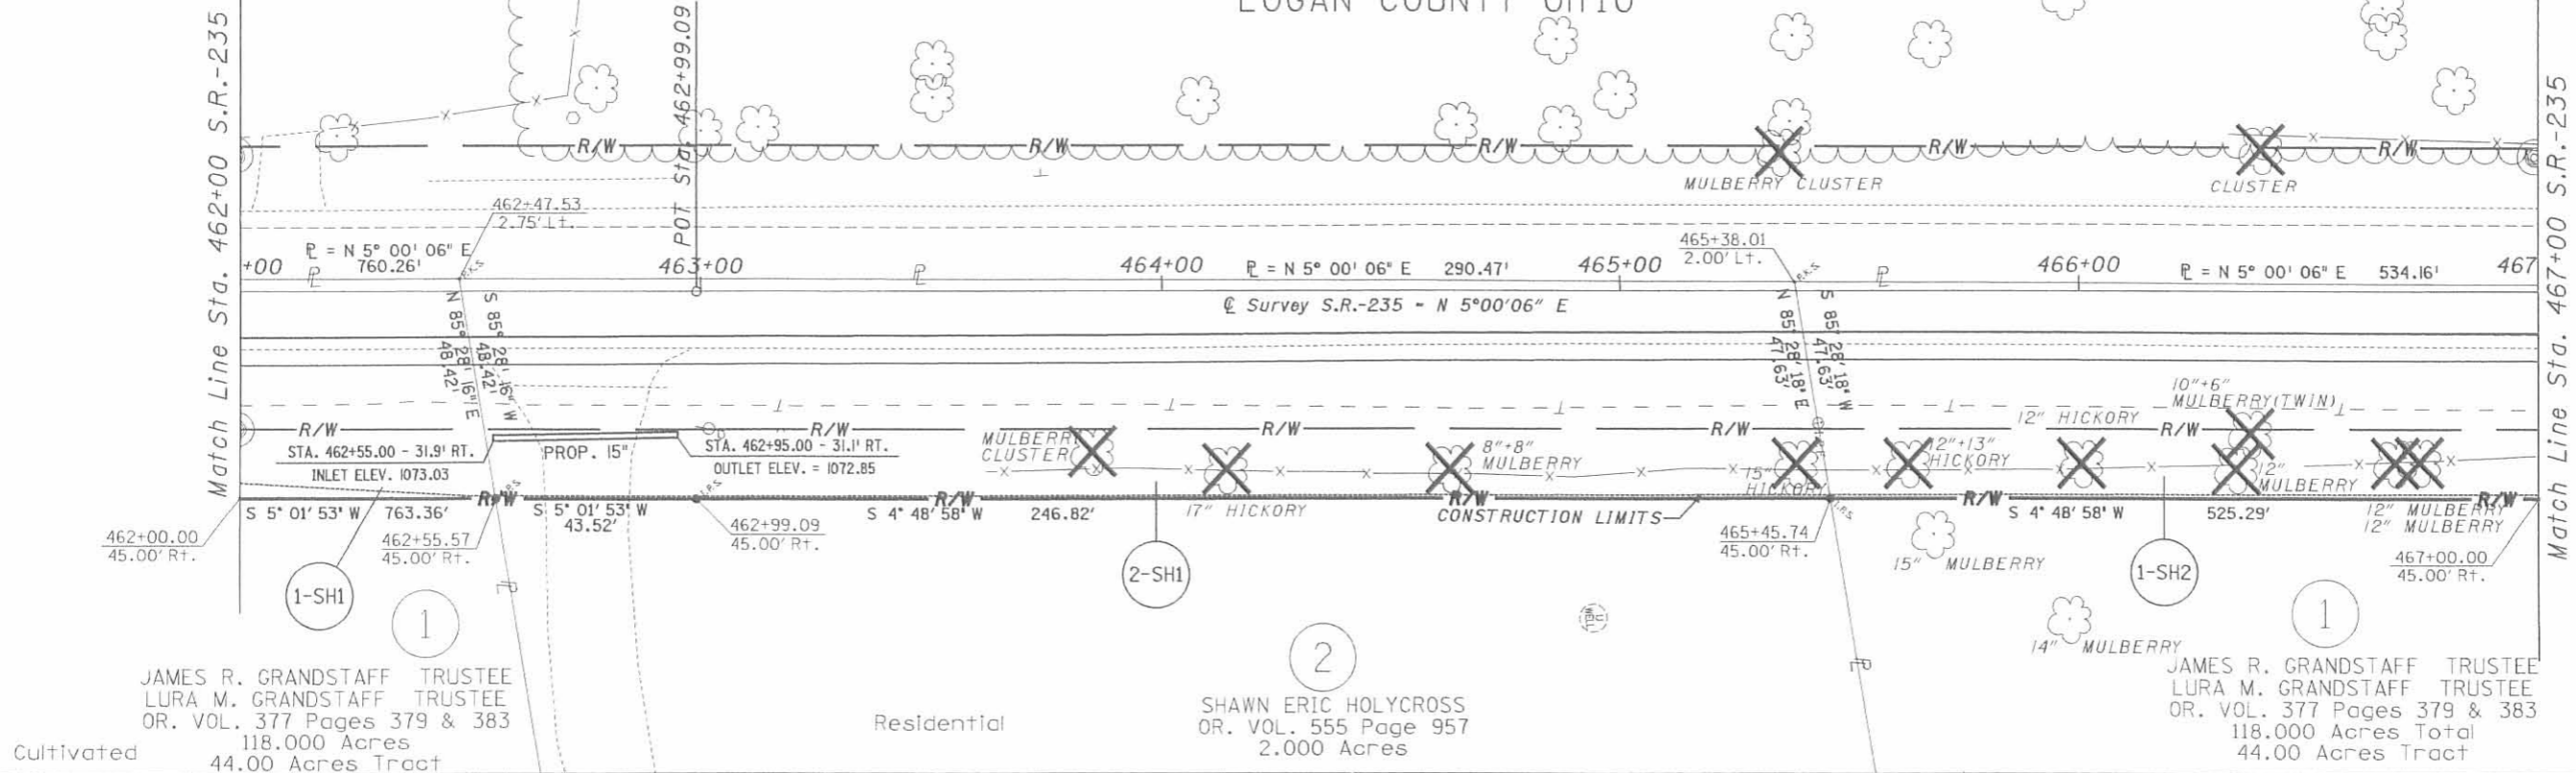 LOGAN COUNTY OHIO
Match Line Sta. 462+00 S.R.-235
POT Sta. 462+99.09
R/W
R/W
R/W
R/W
R/W
MULBERRY CLUSTER
CLUSTER
462+47.53
2.75' Lt.
465+38.01
2.00' Lt.
+00
PL = N 5° 00' 06" E
760.26'
PL
463+00
PL
464+00
PL = N 5° 00' 06" E 290.47'
465+00
PL
466+00
PL = N 5° 00' 06" E 534.16'
467
P.K.S.
P.K.S.
CL Survey S.R.-235 - N 5°00'06" E
N 85° 28' 16" E
48.42'
S 85° 28' 16" W
48.42'
N 85° 28' 18" E
47.63'
S 85° 28' 18" W
47.63'
10"+6"
MULBERRY(TWIN)
12" HICKORY
R/W
R/W
R/W
R/W
R/W
STA. 462+55.00 - 31.9' RT.
INLET ELEV. 1073.03
PROP. 15"
STA. 462+95.00 - 31.1' RT.
OUTLET ELEV. = 1072.85
MULBERRY
CLUSTER
8"+8"
MULBERRY
15"
HICKORY
12"+13"
HICKORY
12"
MULBERRY
R/W
R/W
R/W
R/W
R/W
I.P.S.
I.P.S.
I.P.S.
S 5° 01' 53" W 763.36'
S 5° 01' 53" W
43.52'
S 4° 48' 58" W 246.82'
17" HICKORY
CONSTRUCTION LIMITS
S 4° 48' 58" W 525.29'
12" MULBERRY
12" MULBERRY
462+00.00
45.00' Rt.
462+55.57
45.00' Rt.
462+99.09
45.00' Rt.
465+45.74
45.00' Rt.
467+00.00
45.00' Rt.
15" MULBERRY
14" MULBERRY
1-SH1
2-SH1
1-SH2
PL
PL
WELL
1
JAMES R. GRANDSTAFF TRUSTEE
LURA M. GRANDSTAFF TRUSTEE
OR. VOL. 377 Pages 379 & 383
118.000 Acres
44.00 Acres Tract
Cultivated
Residential
2
SHAWN ERIC HOLYCROSS
OR. VOL. 555 Page 957
2.000 Acres
1
JAMES R. GRANDSTAFF TRUSTEE
LURA M. GRANDSTAFF TRUSTEE
OR. VOL. 377 Pages 379 & 383
118.000 Acres Total
44.00 Acres Tract
Match Line Sta. 467+00 S.R.-235